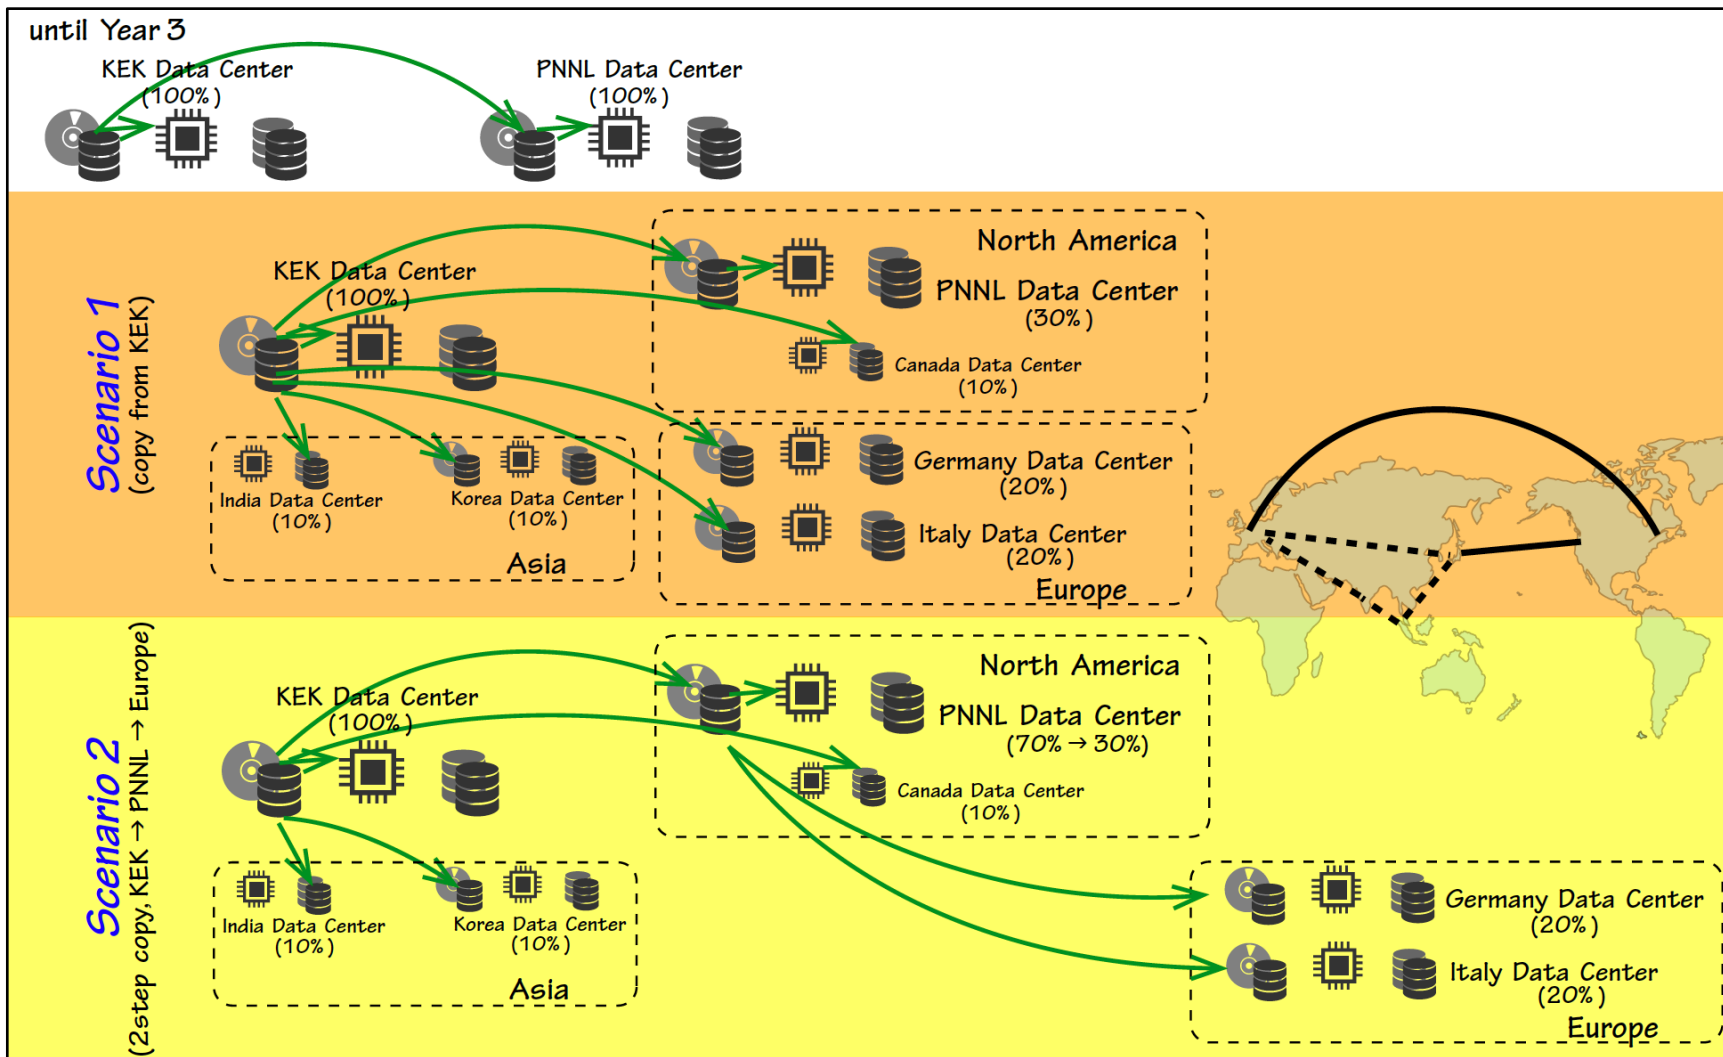 until Year 3
KEK Data Center
(100%)
PNNL Data Center
(100%)
Scenario 1
(copy from KEK)
KEK Data Center
(100%)
North America
PNNL Data Center
(30%)
Canada Data Center
(10%)
India Data Center
(10%)
Korea Data Center
(10%)
Asia
Germany Data Center
(20%)
Italy Data Center
(20%)
Europe
Scenario 2
(2step copy, KEK → PNNL → Europe)
KEK Data Center
(100%)
North America
PNNL Data Center
(70% → 30%)
Canada Data Center
(10%)
India Data Center
(10%)
Korea Data Center
(10%)
Asia
Germany Data Center
(20%)
Italy Data Center
(20%)
Europe